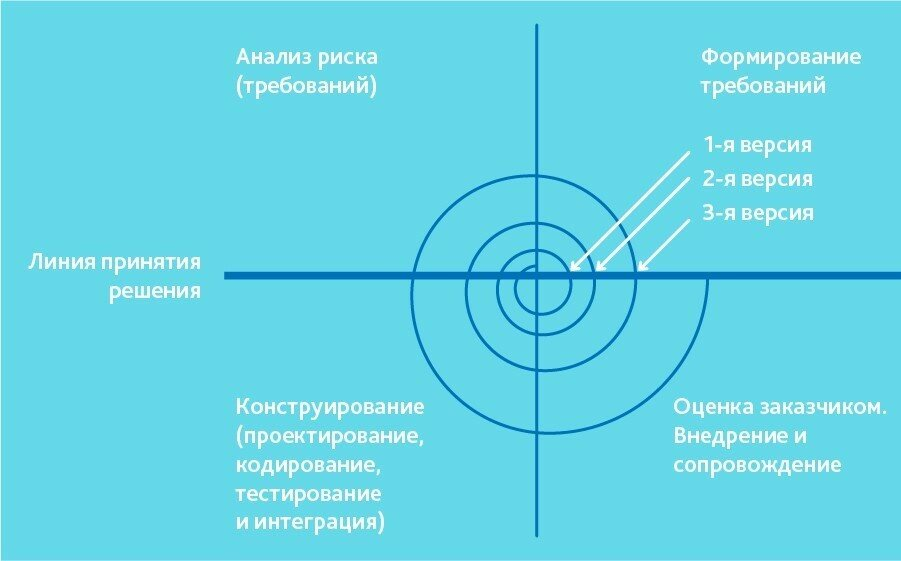 Анализ риска
(требований)
Формирование
требований
1-я версия
2-я версия
3-я версия
Линия принятия
решения
Конструирование
(проектирование,
кодирование,
тестирование
и интеграция)
Оценка заказчиком.
Внедрение и
сопровождение